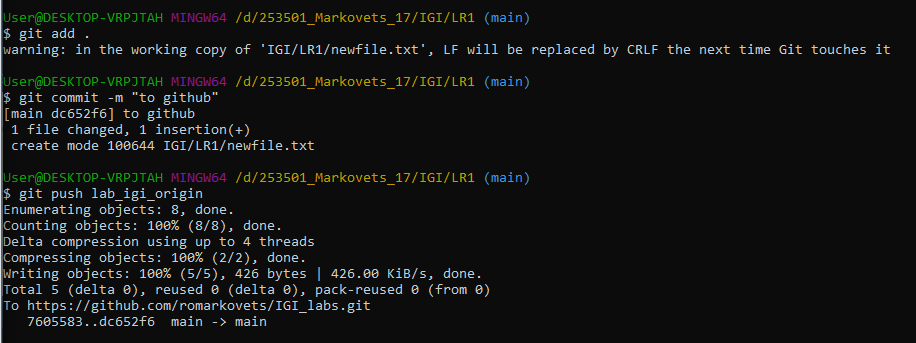 User@DESKTOP-VRPJTAH MINGW64 /d/253501_Markovets_17/IGI/LR1 (main)
$ git add .
warning: in the working copy of 'IGI/LR1/newfile.txt', LF will be replaced by CRLF the next time Git touches it
User@DESKTOP-VRPJTAH MINGW64 /d/253501_Markovets_17/IGI/LR1 (main)
$ git commit -m "to github"
[main dc652f6] to github
 1 file changed, 1 insertion(+)
 create mode 100644 IGI/LR1/newfile.txt
User@DESKTOP-VRPJTAH MINGW64 /d/253501_Markovets_17/IGI/LR1 (main)
$ git push lab_igi_origin
Enumerating objects: 8, done.
Counting objects: 100% (8/8), done.
Delta compression using up to 4 threads
Compressing objects: 100% (2/2), done.
Writing objects: 100% (5/5), 426 bytes | 426.00 KiB/s, done.
Total 5 (delta 0), reused 0 (delta 0), pack-reused 0 (from 0)
To https://github.com/romarkovets/IGI_labs.git
   7605583..dc652f6  main -> main